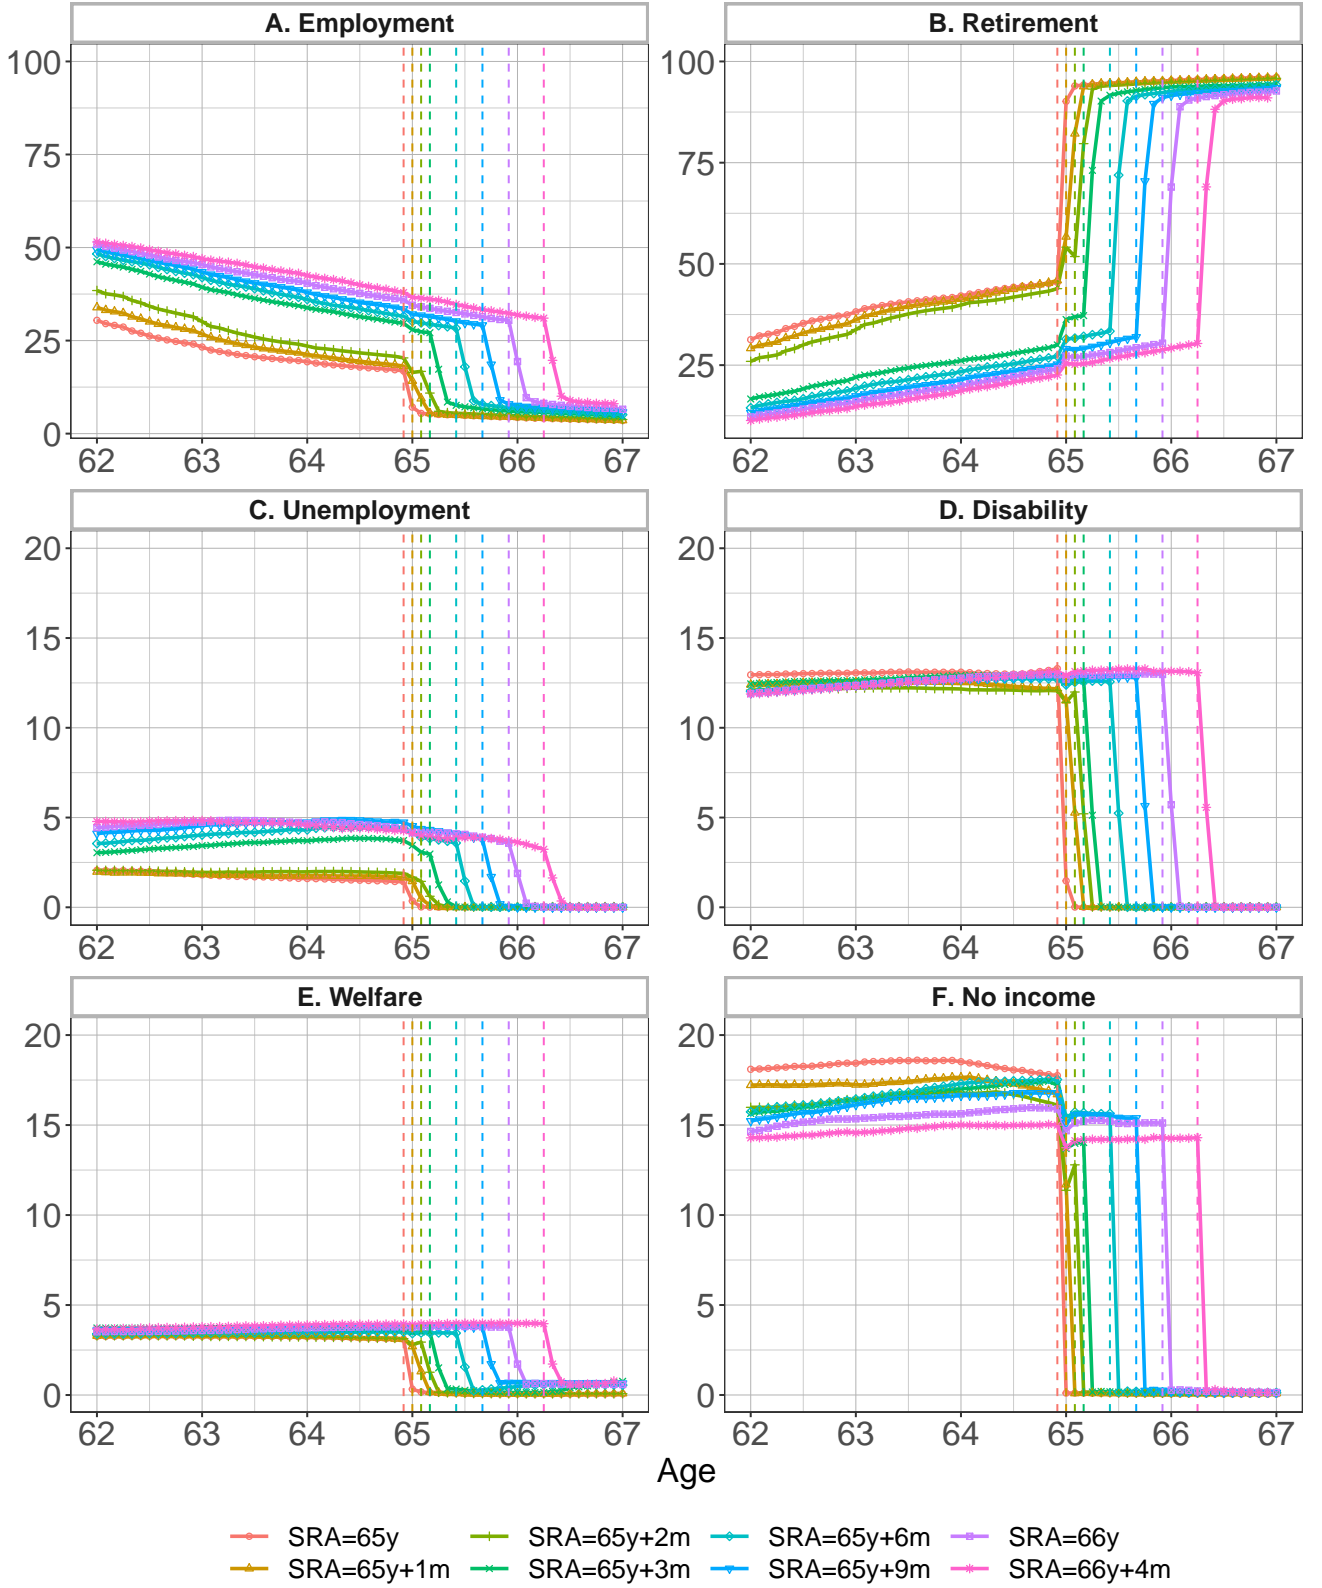 A. Employment
B. Retirement
100
75
50
25
0
62 63 64 65 66 67
100
75
50
25
62 63 64 65 66 67
C. Unemployment
D. Disability
20
15
10
5
0
62 63 64 65 66 67
20
15
10
5
0
62 63 64 65 66 67
E. Welfare
F. No income
20
15
10
5
0
62 63 64 65 66 67
20
15
10
5
0
62 63 64 65 66 67
Age
SRA=65y SRA=65y+2m SRA=65y+6m SRA=66y
SRA=65y+1m SRA=65y+3m SRA=65y+9m SRA=66y+4m